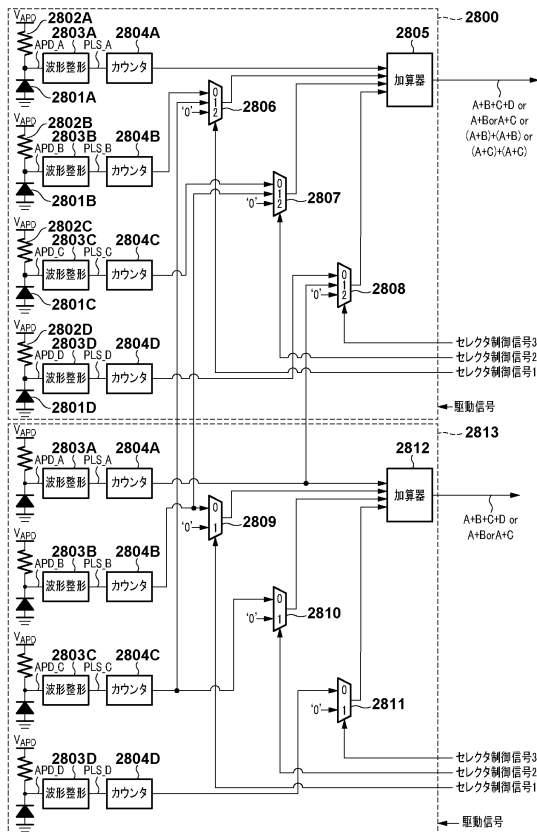 VAPD
2802A
2803A
2804A
APD_A
PLS_A
波形整形
カウンタ
2801A
2805
加算器
2800
A+B+C+D or
A+BorA+C or
(A+B)+(A+B) or
(A+C)+(A+C)
0
1
2
'0'
2806
VAPD
2802B
2803B
2804B
APD_B
PLS_B
波形整形
カウンタ
2801B
0
1
2
'0'
2807
VAPD
2802C
2803C
2804C
APD_C
PLS_C
波形整形
カウンタ
2801C
0
1
2
'0'
2808
VAPD
2802D
2803D
2804D
APD_D
PLS_D
波形整形
カウンタ
2801D
セレクタ制御信号3
セレクタ制御信号2
セレクタ制御信号1
駆動信号
2813
VAPD
2803A
2804A
APD_A
PLS_A
波形整形
カウンタ
2812
加算器
A+B+C+D or
A+BorA+C
0
1
'0'
2809
VAPD
2803B
2804B
APD_B
PLS_B
波形整形
カウンタ
0
1
'0'
2810
VAPD
2803C
2804C
APD_C
PLS_C
波形整形
カウンタ
0
1
'0'
2811
VAPD
2803D
2804D
APD_D
PLS_D
波形整形
カウンタ
セレクタ制御信号3
セレクタ制御信号2
セレクタ制御信号1
駆動信号